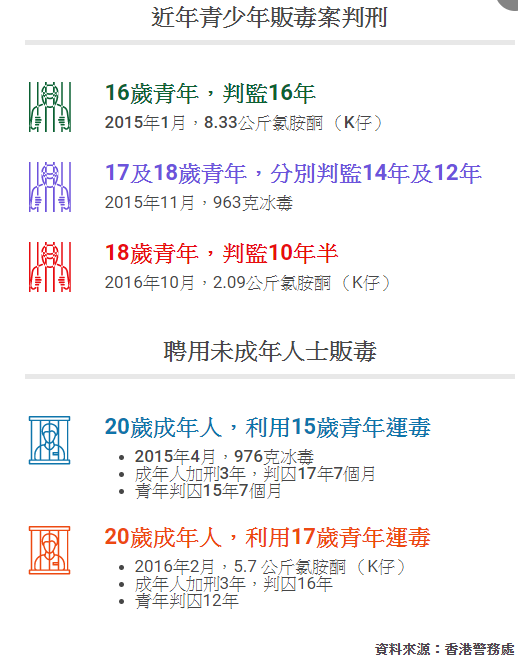 近年青少年販毒案判刑
16歲青年，判監16年
2015年1月，8.33公斤氯胺酮（K仔）
17及18歲青年，分別判監14年及12年
2015年11月，963克冰毒
18歲青年，判監10年半
2016年10月，2.09公斤氯胺酮（K仔）
聘用未成年人士販毒
20歲成年人，利用15歲青年運毒
• 2015年4月，976克冰毒
• 成年人加刑3年，判囚17年7個月
• 青年判囚15年7個月
20歲成年人，利用17歲青年運毒
• 2016年2月，5.7 公斤氯胺酮（K仔）
• 成年人加刑3年，判囚16年
• 青年判囚12年
資料來源：香港警務處